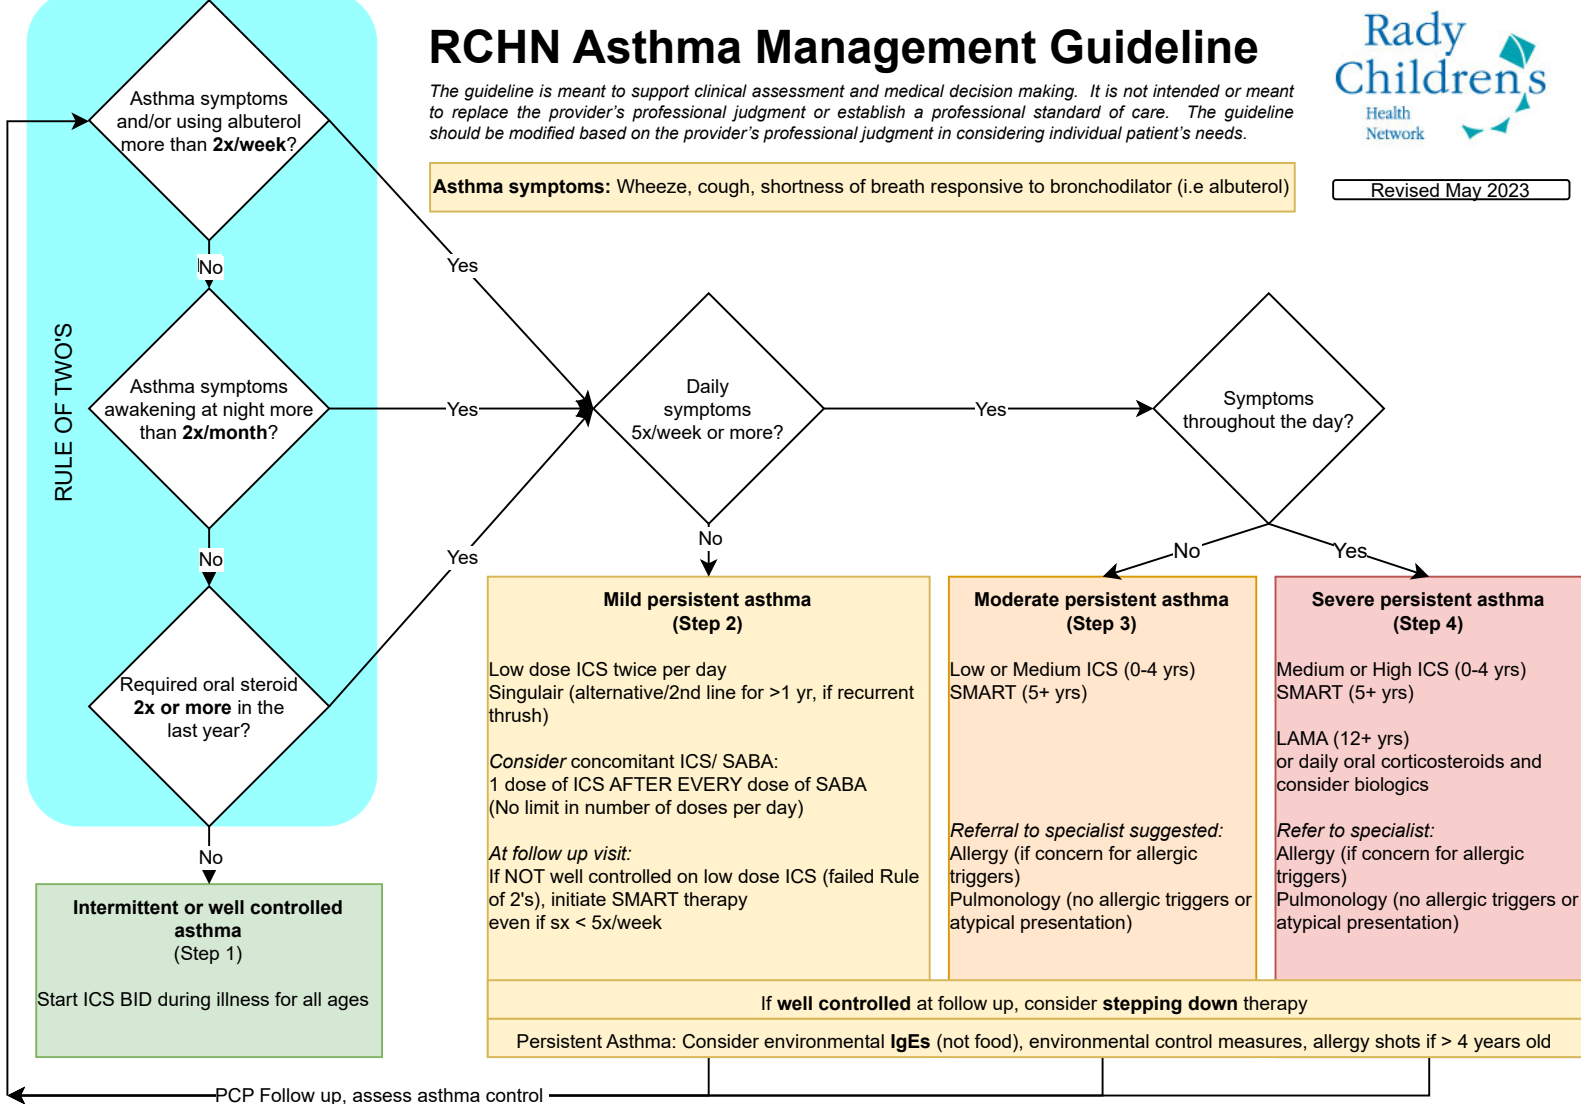 RCHN Asthma Management Guideline
The guideline is meant to support clinical assessment and medical decision making. It is not intended or meant
to replace the provider's professional judgment or establish a professional standard of care. The guideline
should be modified based on the provider's professional judgment in considering individual patient's needs.
Rady
Children's
Health
Network
Revised May 2023
Asthma symptoms: Wheeze, cough, shortness of breath responsive to bronchodilator (i.e albuterol)
RULE OF TWO'S
Asthma symptoms
and/or using albuterol
more than 2x/week?
Yes
No
Asthma symptoms
awakening at night more
than 2x/month?
Yes
No
Required oral steroid
2x or more in the
last year?
Yes
No
Intermittent or well controlled
asthma
(Step 1)
Start ICS BID during illness for all ages
Daily
symptoms
5x/week or more?
Yes
No
Symptoms
throughout the day?
No
Yes
Mild persistent asthma
(Step 2)
Low dose ICS twice per day
Singulair (alternative/2nd line for >1 yr, if recurrent
thrush)
Consider concomitant ICS/ SABA:
1 dose of ICS AFTER EVERY dose of SABA
(No limit in number of doses per day)
At follow up visit:
If NOT well controlled on low dose ICS (failed Rule
of 2's), initiate SMART therapy
even if sx < 5x/week
Moderate persistent asthma
(Step 3)
Low or Medium ICS (0-4 yrs)
SMART (5+ yrs)
Referral to specialist suggested:
Allergy (if concern for allergic
triggers)
Pulmonology (no allergic triggers or
atypical presentation)
Severe persistent asthma
(Step 4)
Medium or High ICS (0-4 yrs)
SMART (5+ yrs)
LAMA (12+ yrs)
or daily oral corticosteroids and
consider biologics
Refer to specialist:
Allergy (if concern for allergic
triggers)
Pulmonology (no allergic triggers or
atypical presentation)
If well controlled at follow up, consider stepping down therapy
Persistent Asthma: Consider environmental IgEs (not food), environmental control measures, allergy shots if > 4 years old
PCP Follow up, assess asthma control